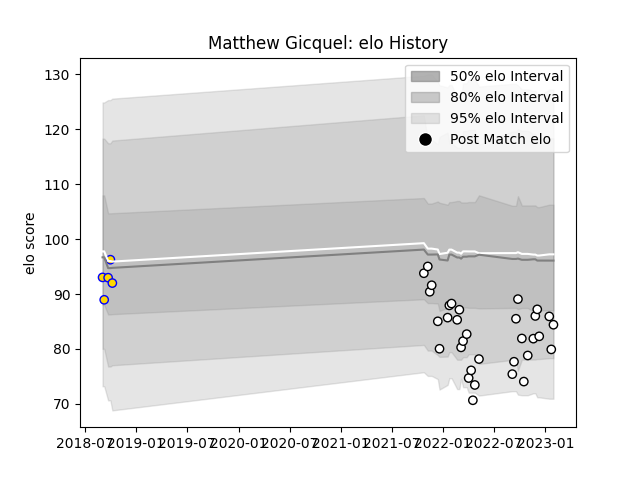 Matthew Gicquel: elo History
50% elo Interval
80% elo Interval
95% elo Interval
Post Match elo
elo score
130
120
110
100
90
80
70
2018-07 2019-01 2019-07 2020-01 2020-07 2021-01 2021-07 2022-01 2022-07 2023-01